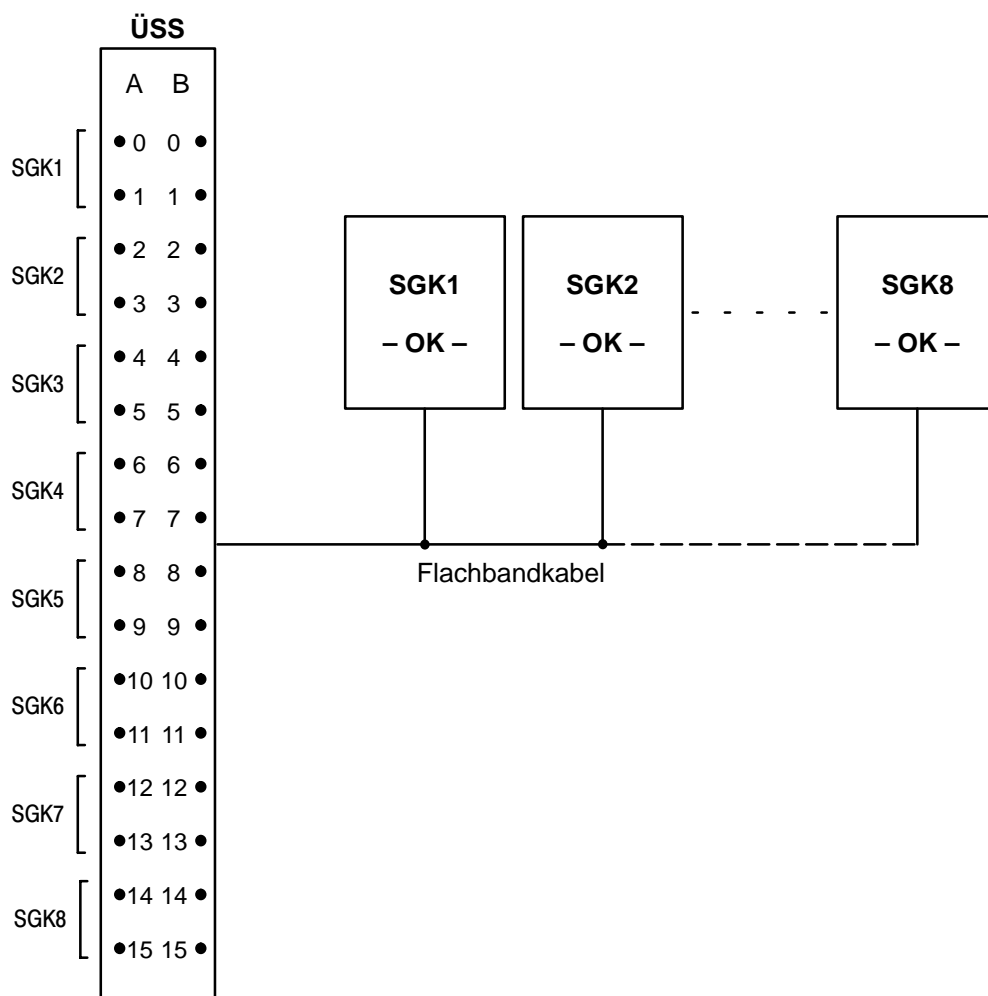 ÜSS
A B
0 0
SGK1
1 1
2 2
SGK2
3 3
4 4
SGK3
5 5
6 6
SGK4
7 7
8 8
SGK5
9 9
10 10
SGK6
11 11
12 12
SGK7
13 13
14 14
SGK8
15 15
SGK1
– OK –
SGK2
– OK –
SGK8
– OK –
Flachbandkabel